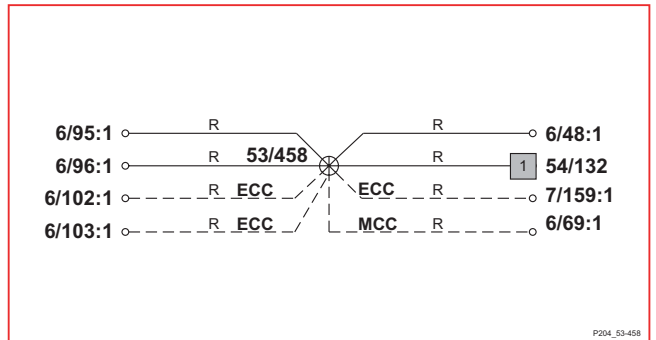 6/95:1 R R 6/48:1
6/96:1 R 53/458 R 1 54/132
6/102:1 R ECC ECC R 7/159:1
6/103:1 R ECC MCC R 6/69:1
P204_53-458